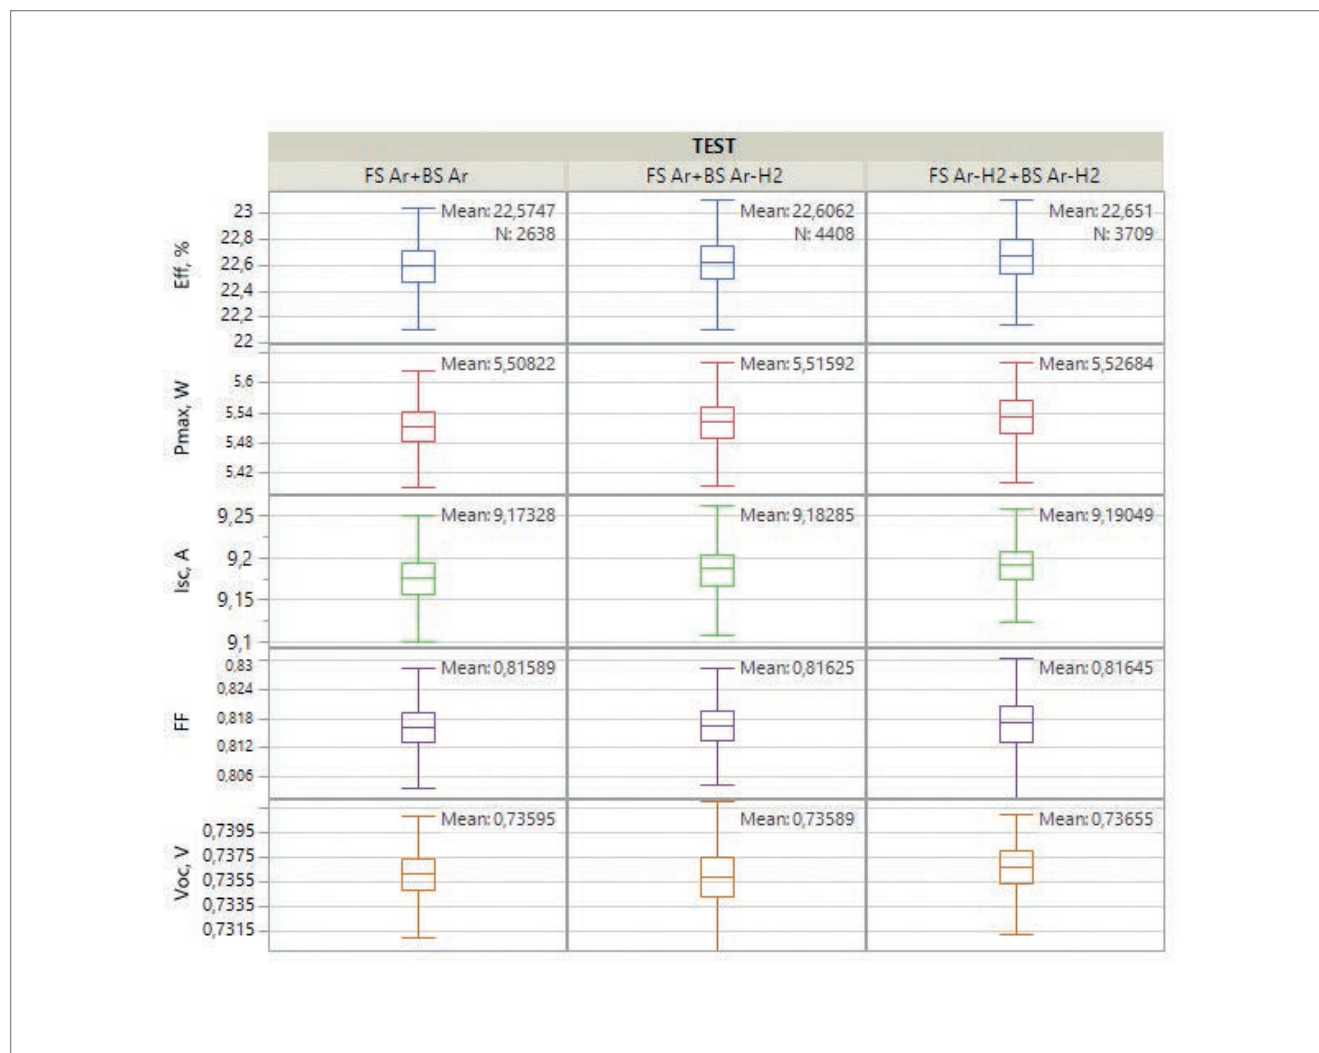 TEST
FS Ar+BS Ar FS Ar+BS Ar-H2 FS Ar-H2+BS Ar-H2
Eff, %
23
22,8
22,6
22,4
22,2
22
Mean: 22,5747
N: 2638
Mean: 22,6062
N: 4408
Mean: 22,651
N: 3709
Pmax, W
5,6
5,54
5,48
5,42
Mean: 5,50822
Mean: 5,51592
Mean: 5,52684
Isc, A
9,25
9,2
9,15
9,1
Mean: 9,17328
Mean: 9,18285
Mean: 9,19049
FF
0,83
0,824
0,818
0,812
0,806
Mean: 0,81589
Mean: 0,81625
Mean: 0,81645
Voc, V
0,7395
0,7375
0,7355
0,7335
0,7315
Mean: 0,73595
Mean: 0,73589
Mean: 0,73655